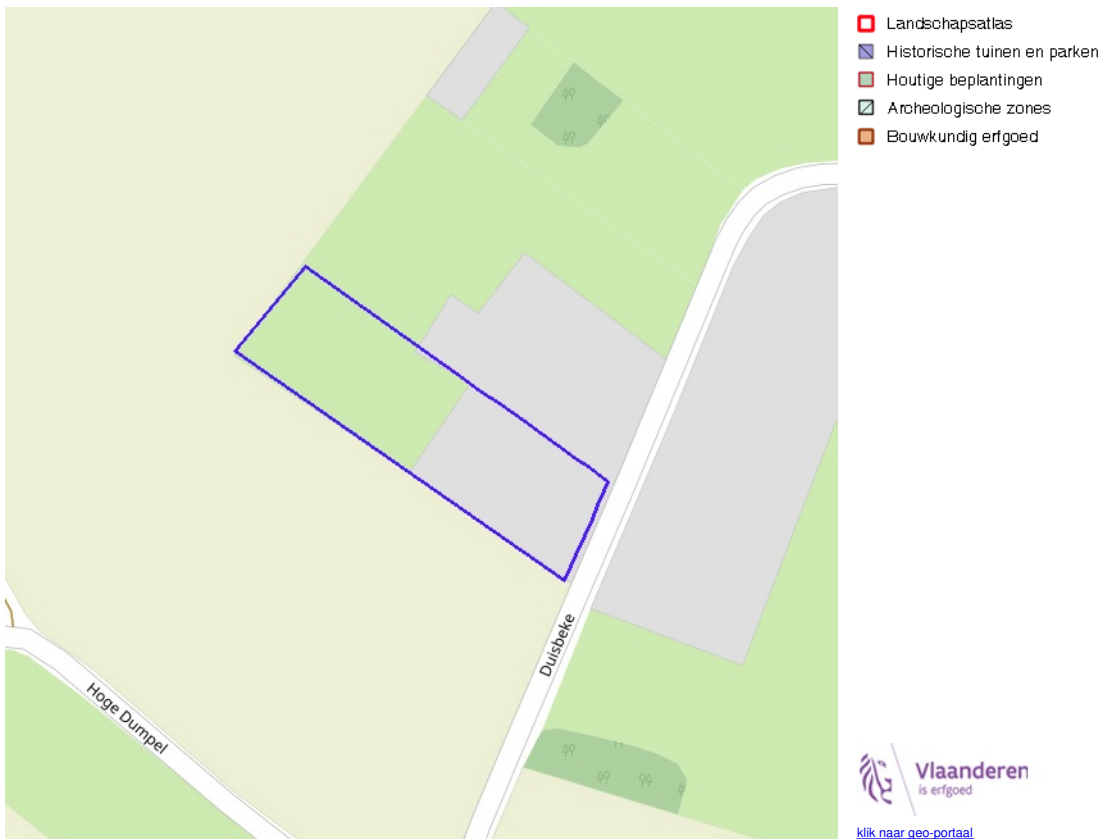 Landschapsatlas
Historische tuinen en parken
Houtige beplantingen
Archeologische zones
Bouwkundig erfgoed
Duisbeke
Hoge Dumpel
Vlaanderen
is erfgoed
klik naar geo-portaal